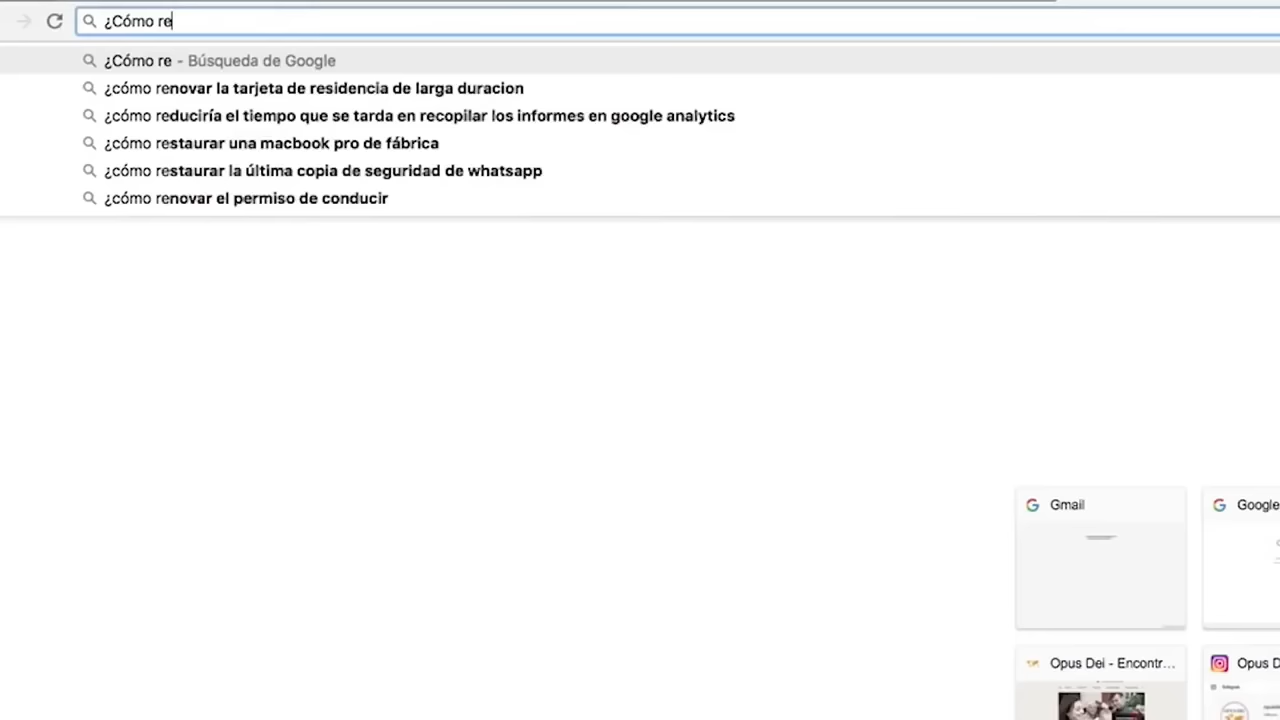 ¿Cómo re
¿Cómo re - Búsqueda de Google
¿cómo renovar la tarjeta de residencia de larga duracion
¿cómo reduciría el tiempo que se tarda en recopilar los informes en google analytics
¿cómo restaurar una macbook pro de fábrica
¿cómo restaurar la última copia de seguridad de whatsapp
¿cómo renovar el permiso de conducir
Gmail
Google
Opus Dei - Encontr...
Opus D